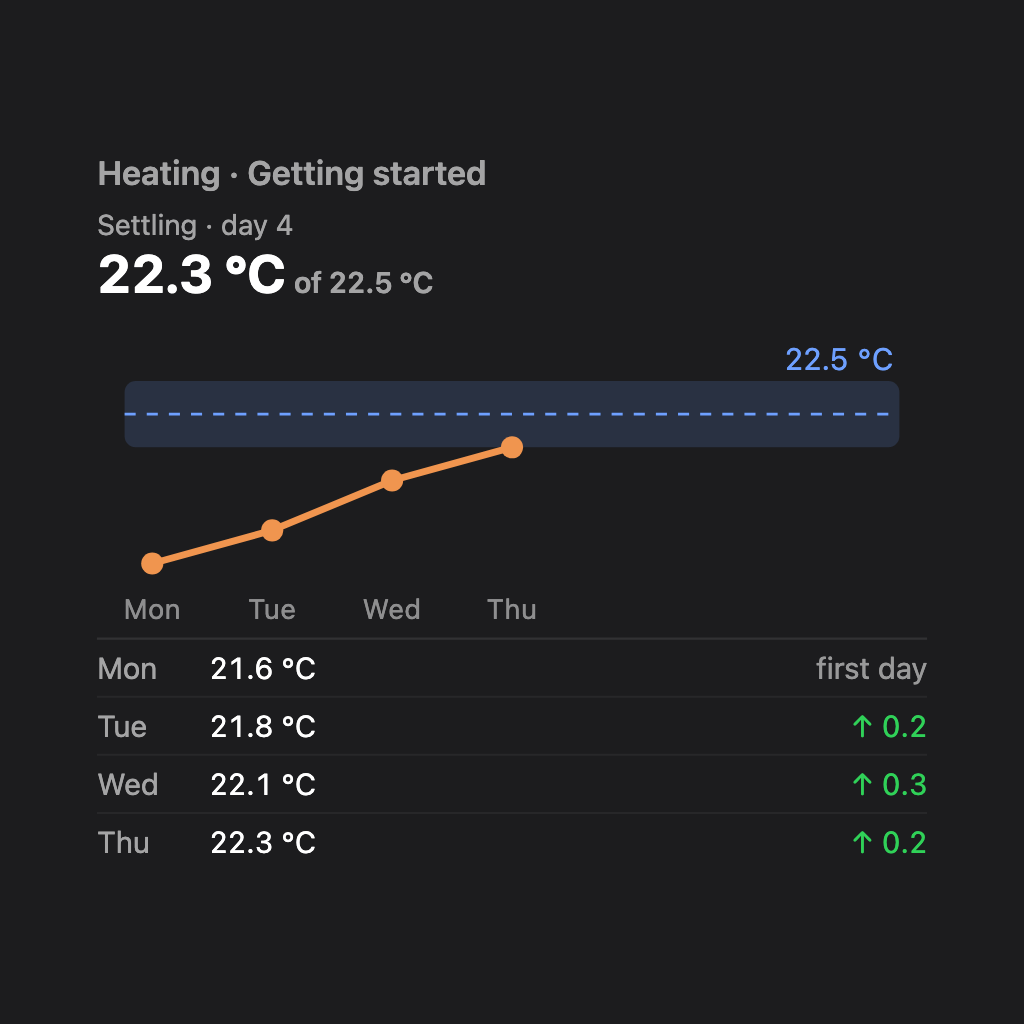 Heating · Getting started
Settling · day 4
22.3 °C of 22.5 °C
22.5 °C
Mon Tue Wed Thu
Mon 21.6 °C first day
Tue 21.8 °C ↑ 0.2
Wed 22.1 °C ↑ 0.3
Thu 22.3 °C ↑ 0.2